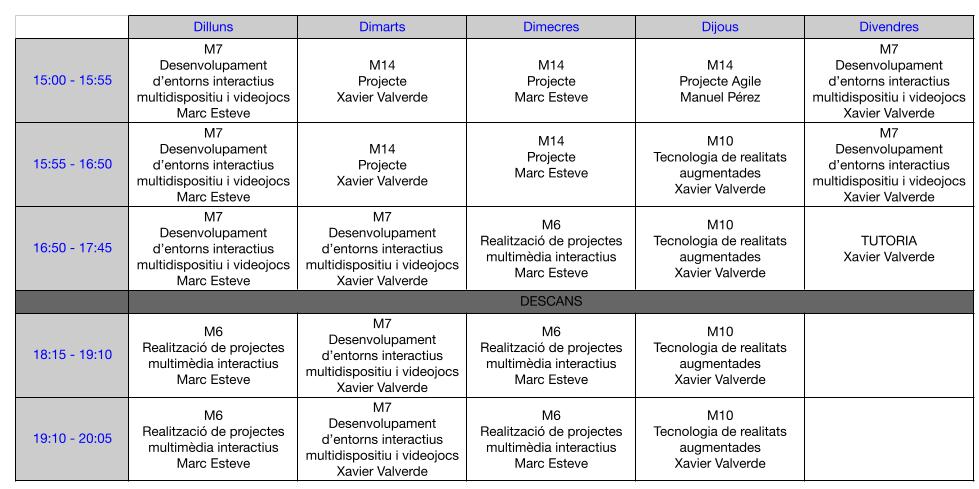 Dilluns
Dimarts
Dimecres
Dijous
Divendres
15:00 - 15:55
M7
Desenvolupament
d'entorns interactius
multidispositiu i videojocs
Marc Esteve
M14
Projecte
Xavier Valverde
M14
Projecte
Marc Esteve
M14
Projecte Agile
Manuel Pérez
M7
Desenvolupament
d'entorns interactius
multidispositiu i videojocs
Xavier Valverde
15:55 - 16:50
M7
Desenvolupament
d'entorns interactius
multidispositiu i videojocs
Marc Esteve
M14
Projecte
Xavier Valverde
M14
Projecte
Marc Esteve
M10
Tecnologia de realitats
augmentades
Xavier Valverde
M7
Desenvolupament
d'entorns interactius
multidispositiu i videojocs
Xavier Valverde
16:50 - 17:45
M7
Desenvolupament
d'entorns interactius
multidispositiu i videojocs
Marc Esteve
M7
Desenvolupament
d'entorns interactius
multidispositiu i videojocs
Xavier Valverde
M6
Realització de projectes
multimèdia interactius
Marc Esteve
M10
Tecnologia de realitats
augmentades
Xavier Valverde
TUTORIA
Xavier Valverde
DESCANS
18:15 - 19:10
M6
Realització de projectes
multimèdia interactius
Marc Esteve
M7
Desenvolupament
d'entorns interactius
multidispositiu i videojocs
Xavier Valverde
M6
Realització de projectes
multimèdia interactius
Marc Esteve
M10
Tecnologia de realitats
augmentades
Xavier Valverde
19:10 - 20:05
M6
Realització de projectes
multimèdia interactius
Marc Esteve
M7
Desenvolupament
d'entorns interactius
multidispositiu i videojocs
Xavier Valverde
M6
Realització de projectes
multimèdia interactius
Marc Esteve
M10
Tecnologia de realitats
augmentades
Xavier Valverde